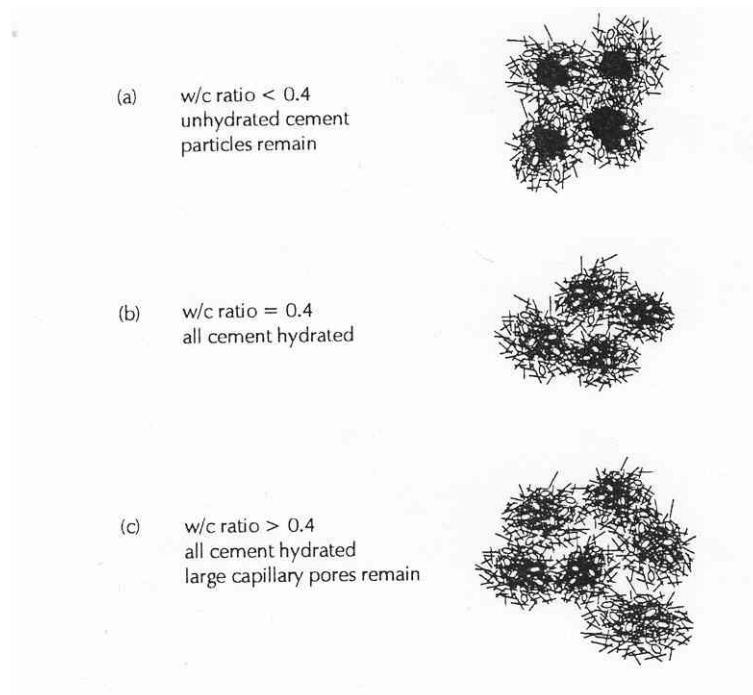 (a) w/c ratio < 0.4
unhydrated cement
particles remain
(b) w/c ratio = 0.4
all cement hydrated
(c) w/c ratio > 0.4
all cement hydrated
large capillary pores remain